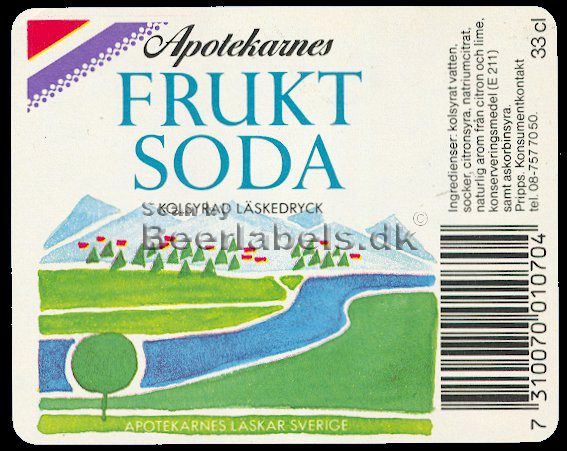 Apotekarnes
FRUKT
SODA
KOLSYRAD LÄSKEDRYCK
Scan by
Beerlabels.dk
©
APOTEKARNES LÄSKAR SVERIGE
Ingredienser: kolsyrat vatten,
socker, citronsyra, natriumcitrat,
naturlig arom från citron och lime,
konserveringsmedel (E 211)
samt askorbinsyra.
Pripps. Konsumentkontakt
tel. 08-757 70 50.
33 cl
7 310070 010704